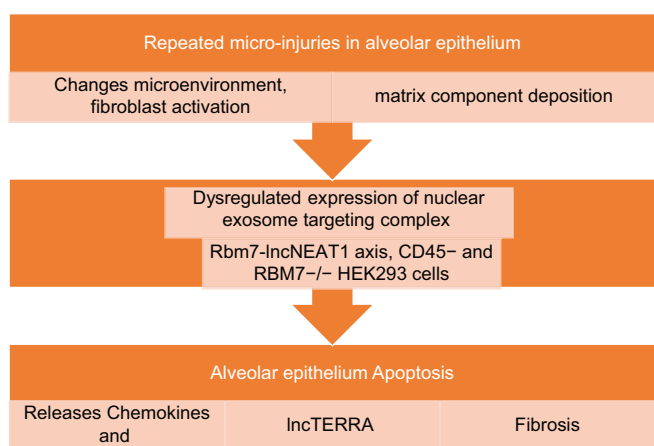 Repeated micro-injuries in alveolar epithelium
Changes microenvironment,
fibroblast activation
matrix component deposition
Dysregulated expression of nuclear
exosome targeting complex
Rbm7-lncNEAT1 axis, CD45− and
RBM7−/− HEK293 cells
Alveolar epithelium Apoptosis
Releases Chemokines
and
lncTERRA
Fibrosis